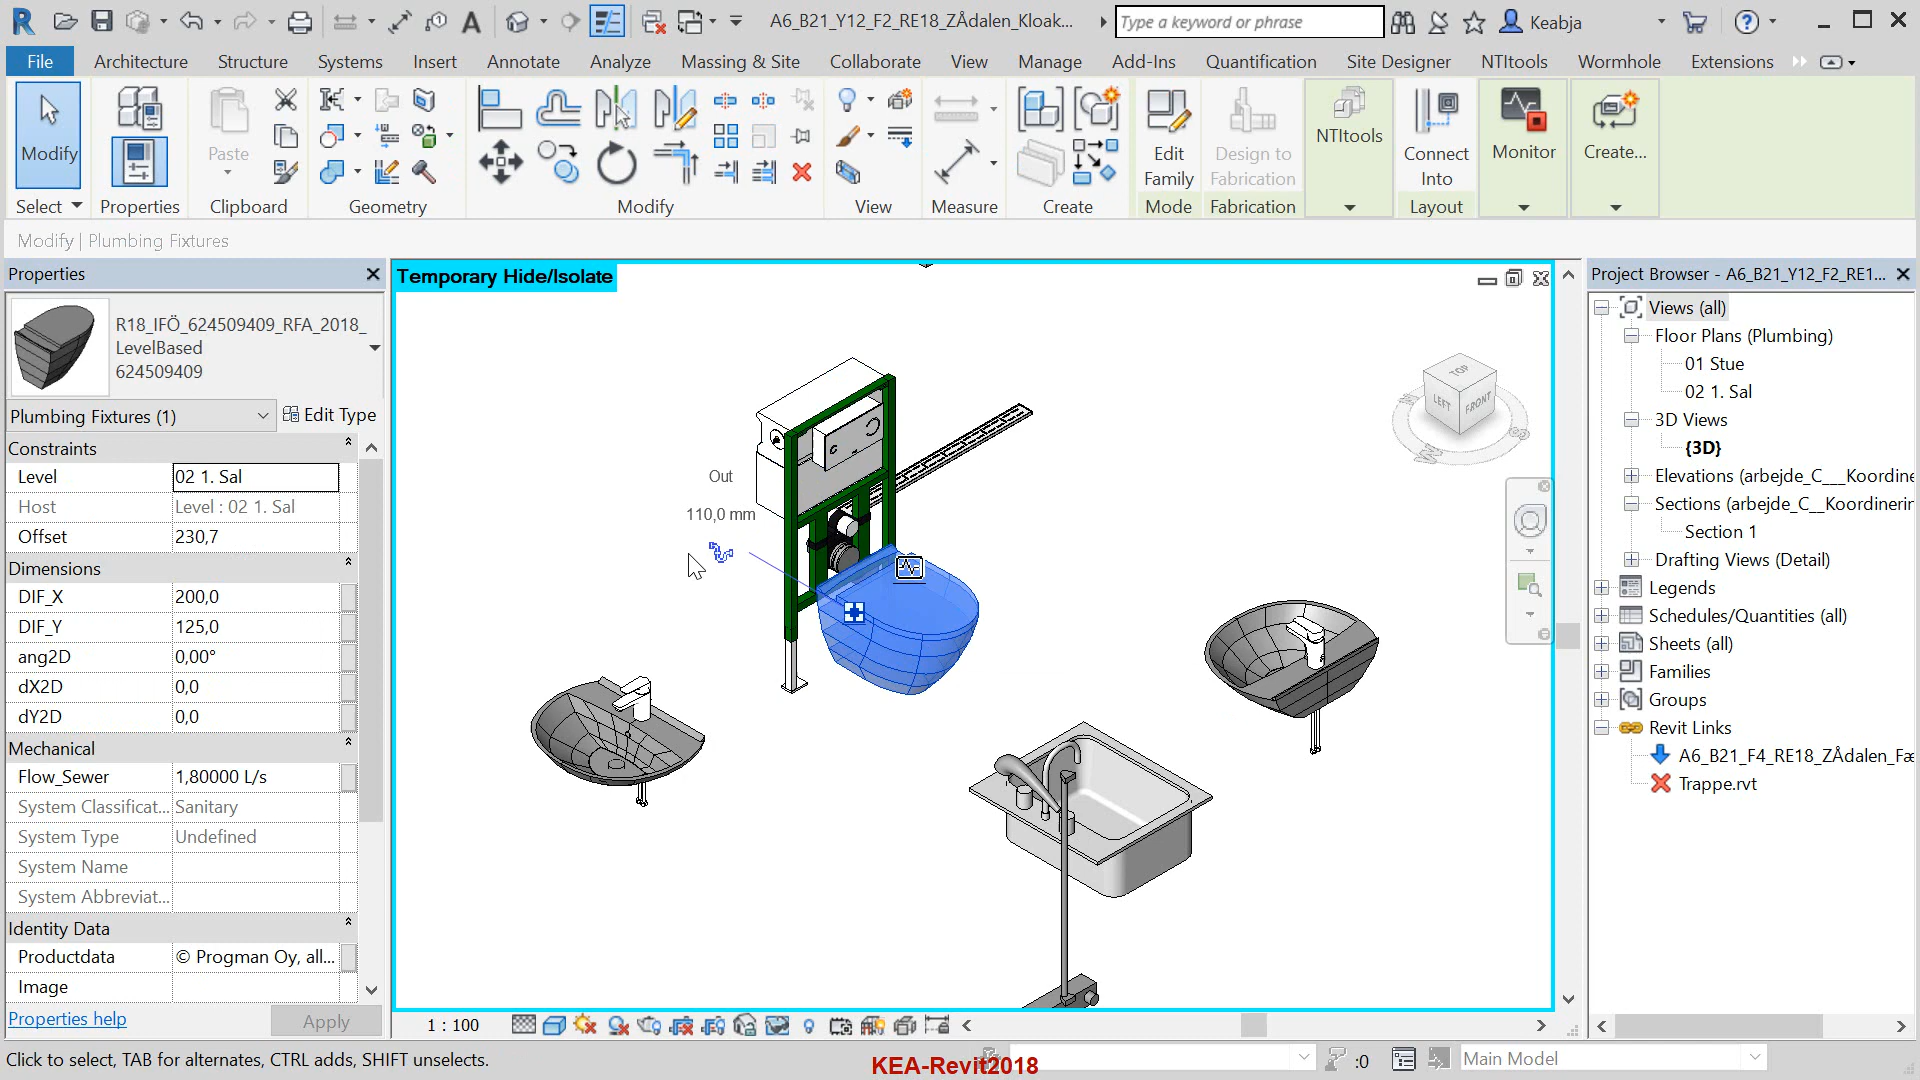 A6_B21_Y12_F2_RE18_ZÅdalen_Kloak...
Type a keyword or phrase
Keabja
File
Architecture
Structure
Systems
Insert
Annotate
Analyze
Massing & Site
Collaborate
View
Manage
Add-Ins
Quantification
Site Designer
NTItools
Wormhole
Extensions
Modify
Paste
Edit
Family
Design to
Fabrication
NTItools
Connect
Into
Monitor
Create...
Select
Properties
Clipboard
Geometry
Modify
View
Measure
Create
Mode
Fabrication
Layout
Modify | Plumbing Fixtures
Properties
R18_IFÖ_624509409_RFA_2018_
LevelBased
624509409
Plumbing Fixtures (1)
Edit Type
Constraints
Level 02 1. Sal
Host Level : 02 1. Sal
Offset 230,7
Dimensions
DIF_X 200,0
DIF_Y 125,0
ang2D 0,00°
dX2D 0,0
dY2D 0,0
Mechanical
Flow_Sewer 1,80000 L/s
System Classificat... Sanitary
System Type Undefined
System Name
System Abbreviat...
Identity Data
Productdata © Progman Oy, all...
Image
Properties help
Apply
Temporary Hide/Isolate
Out
110,0 mm
TOP
LEFT
FRONT
1 : 100
Project Browser - A6_B21_Y12_F2_RE1...
Views (all)
Floor Plans (Plumbing)
01 Stue
02 1. Sal
3D Views
{3D}
Elevations (arbejde_C___Koordine
Sections (arbejde_C__Koordinerin
Section 1
Drafting Views (Detail)
Legends
Schedules/Quantities (all)
Sheets (all)
Families
Groups
Revit Links
A6_B21_F4_RE18_ZÅdalen_Fæ
Trappe.rvt
Click to select, TAB for alternates, CTRL adds, SHIFT unselects.
KEA-Revit2018
:0
Main Model